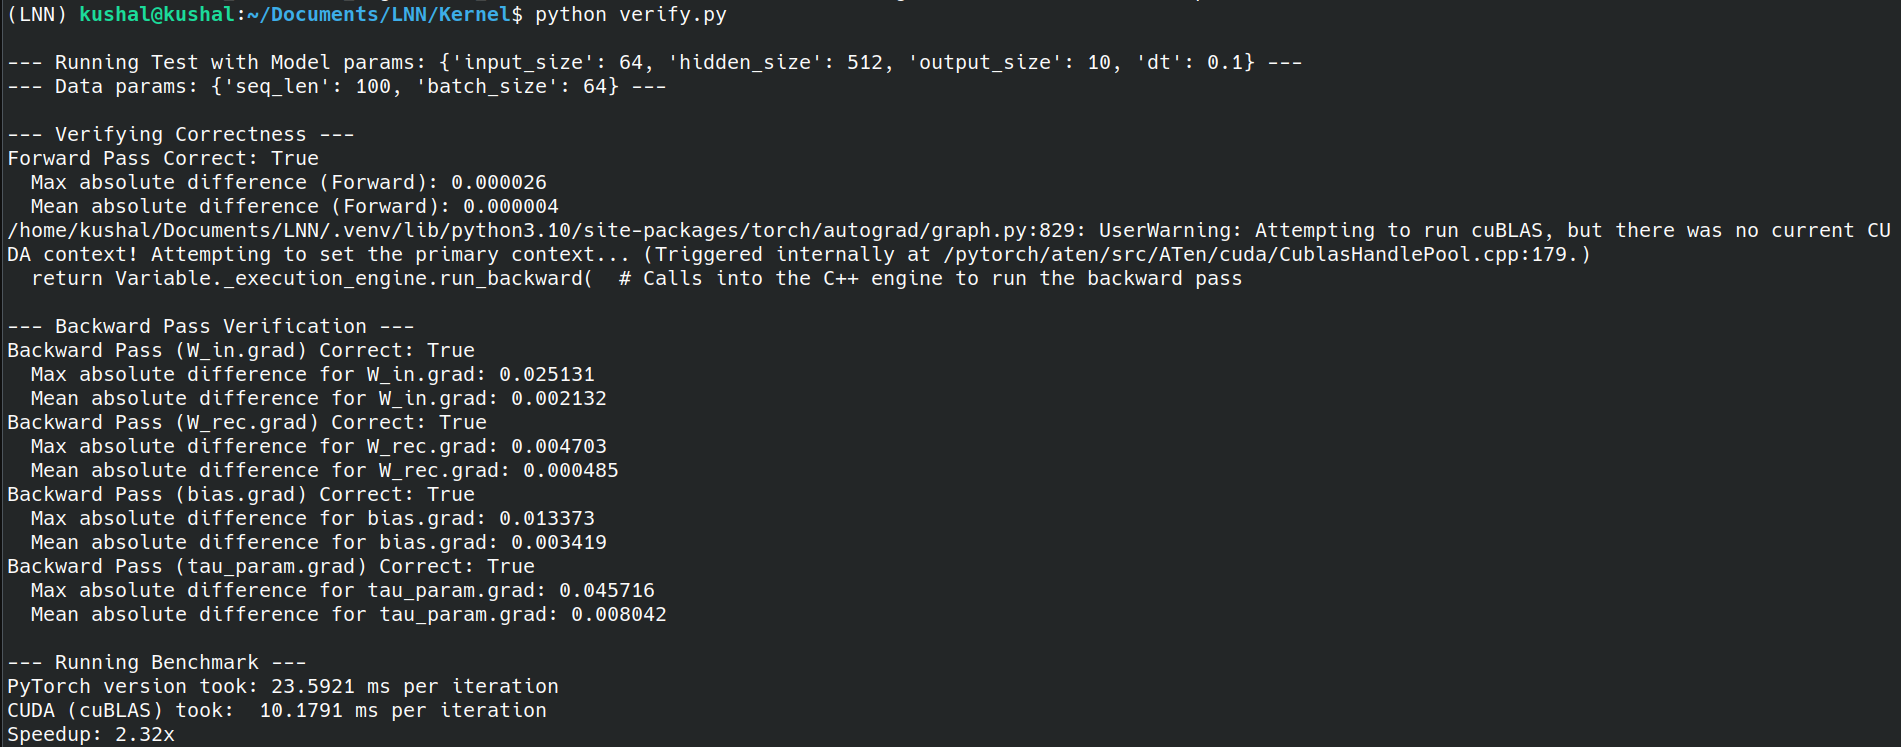 (LNN) kushal@kushal:~/Documents/LNN/Kernel$ python verify.py
--- Running Test with Model params: {'input_size': 64, 'hidden_size': 512, 'output_size': 10, 'dt': 0.1} ---
--- Data params: {'seq_len': 100, 'batch_size': 64} ---
--- Verifying Correctness ---
Forward Pass Correct: True
  Max absolute difference (Forward): 0.000026
  Mean absolute difference (Forward): 0.000004
/home/kushal/Documents/LNN/.venv/lib/python3.10/site-packages/torch/autograd/graph.py:829: UserWarning: Attempting to run cuBLAS, but there was no current CU
DA context! Attempting to set the primary context... (Triggered internally at /pytorch/aten/src/ATen/cuda/CublasHandlePool.cpp:179.)
  return Variable._execution_engine.run_backward(  # Calls into the C++ engine to run the backward pass
--- Backward Pass Verification ---
Backward Pass (W_in.grad) Correct: True
  Max absolute difference for W_in.grad: 0.025131
  Mean absolute difference for W_in.grad: 0.002132
Backward Pass (W_rec.grad) Correct: True
  Max absolute difference for W_rec.grad: 0.004703
  Mean absolute difference for W_rec.grad: 0.000485
Backward Pass (bias.grad) Correct: True
  Max absolute difference for bias.grad: 0.013373
  Mean absolute difference for bias.grad: 0.003419
Backward Pass (tau_param.grad) Correct: True
  Max absolute difference for tau_param.grad: 0.045716
  Mean absolute difference for tau_param.grad: 0.008042
--- Running Benchmark ---
PyTorch version took: 23.5921 ms per iteration
CUDA (cuBLAS) took:  10.1791 ms per iteration
Speedup: 2.32x